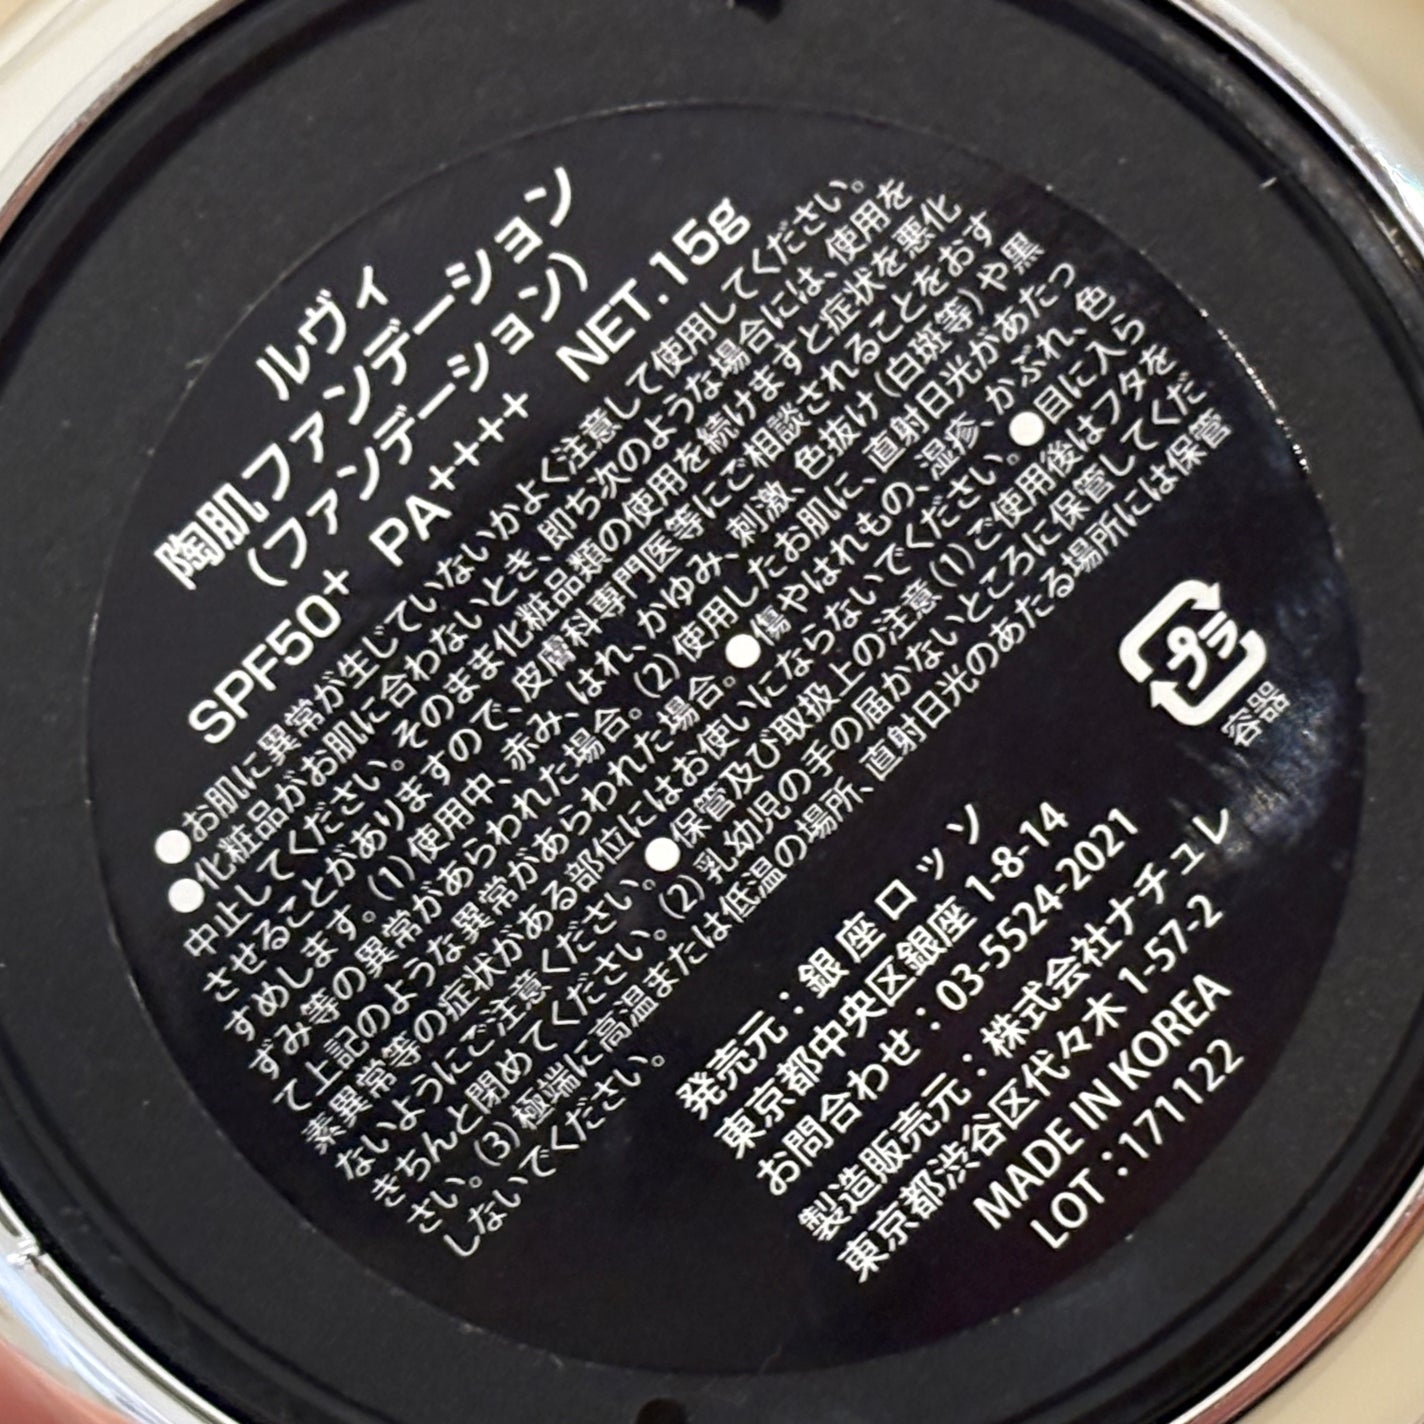 ルヴィ
陶肌ファンデーション
(ファンデーション)
SPF50+ PA++++ NET.15g
●お肌に異常が生じていないかよく注意して使用してください。
●化粧品がお肌に合わないとき、即ち次のような場合には、使用を
中止してください。そのまま化粧品類の使用を続けますと症状を悪化
させることがありますので、皮膚科専門医等にご相談されることをおす
すめします。(1) 使用中、赤み、はれ、かゆみ、刺激、色抜け(白斑等)や黒
ずみ等の異常があらわれた場合。(2) 使用したお肌に、直射日光があたっ
て上記のような異常があらわれた場合。●傷やはれもの、湿疹、かぶれ、色
素異常等の症状がある部位にはお使いにならないでください。●目に入ら
ないようにご注意ください。●保管及び取扱上の注意 (1) ご使用後はフタを
きちんと閉めてください。(2) 乳幼児の手の届かないところに保管してくだ
さい。(3) 極端に高温または低温の場所、直射日光のあたる場所には保管
しないでください。
プラ
容器
発売元：銀座ロッソ
東京都中央区銀座 1-8-14
お問合わせ：03-5524-2021
製造販売元：株式会社ナチュレ
東京都渋谷区代々木 1-57-2
MADE IN KOREA
LOT：171122